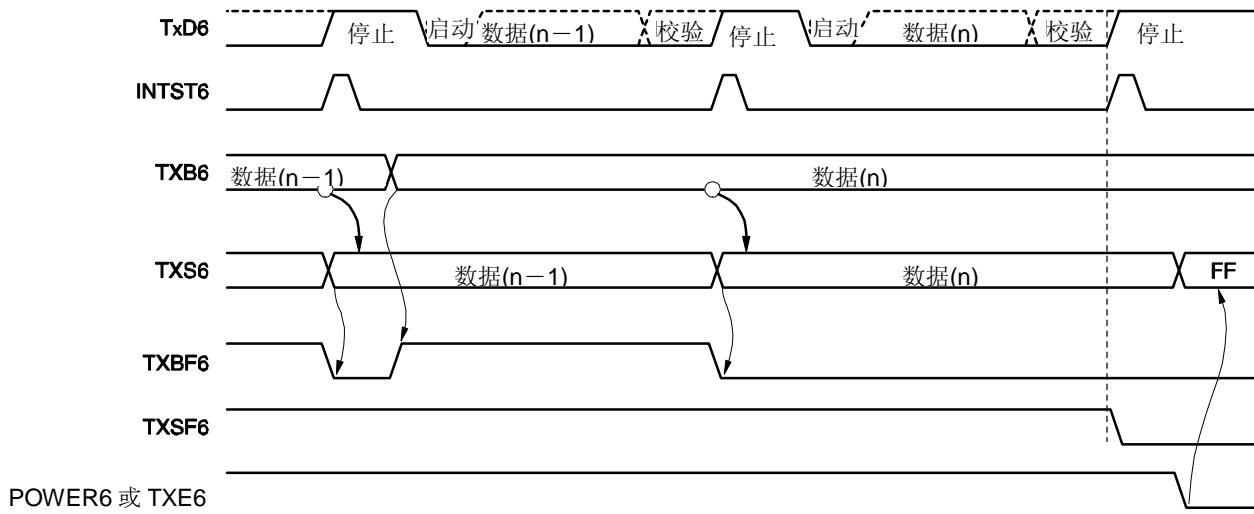 TxD6 停止 启动 数据(n－1) 校验 停止 启动 数据(n) 校验 停止
INTST6
TXB6 数据(n－1) 数据(n)
TXS6 数据(n－1) 数据(n) FF
TXBF6
TXSF6
POWER6 或 TXE6